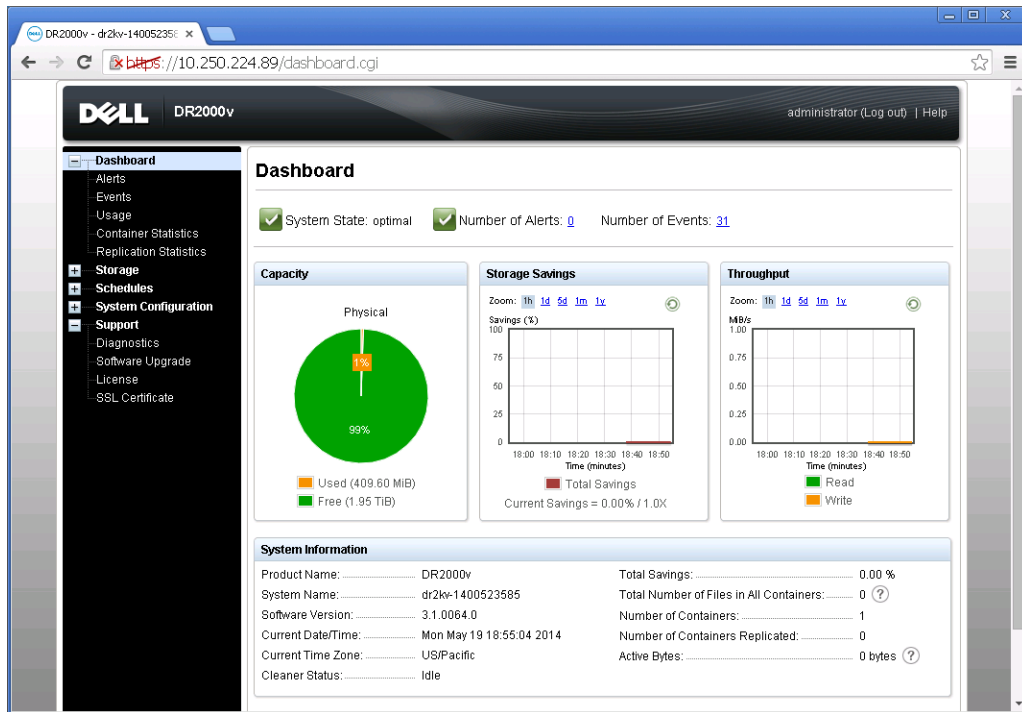 DR2000v - dr2kv-14005235
https://10.250.224.89/dashboard.cgi
DELL DR2000v
administrator (Log out) | Help
Dashboard
Alerts
Events
Usage
Container Statistics
Replication Statistics
Storage
Schedules
System Configuration
Support
Diagnostics
Software Upgrade
License
SSL Certificate
Dashboard
System State: optimal Number of Alerts: 0 Number of Events: 31
Capacity
Physical
1%
99%
Used (409.60 MiB)
Free (1.95 TiB)
Storage Savings
Zoom: 1h 1d 5d 1m 1y
Savings (%)
100
75
50
25
0
18:00 18:10 18:20 18:30 18:40 18:50
Time (minutes)
Total Savings
Current Savings = 0.00% / 1.0X
Throughput
Zoom: 1h 1d 5d 1m 1y
MiB/s
1.00
0.75
0.50
0.25
0.00
18:00 18:10 18:20 18:30 18:40 18:50
Time (minutes)
Read
Write
System Information
Product Name: DR2000v
System Name: dr2kv-1400523585
Software Version: 3.1.0064.0
Current Date/Time: Mon May 19 18:55:04 2014
Current Time Zone: US/Pacific
Cleaner Status: Idle
Total Savings: 0.00 %
Total Number of Files in All Containers: 0 ?
Number of Containers: 1
Number of Containers Replicated: 0
Active Bytes: 0 bytes ?